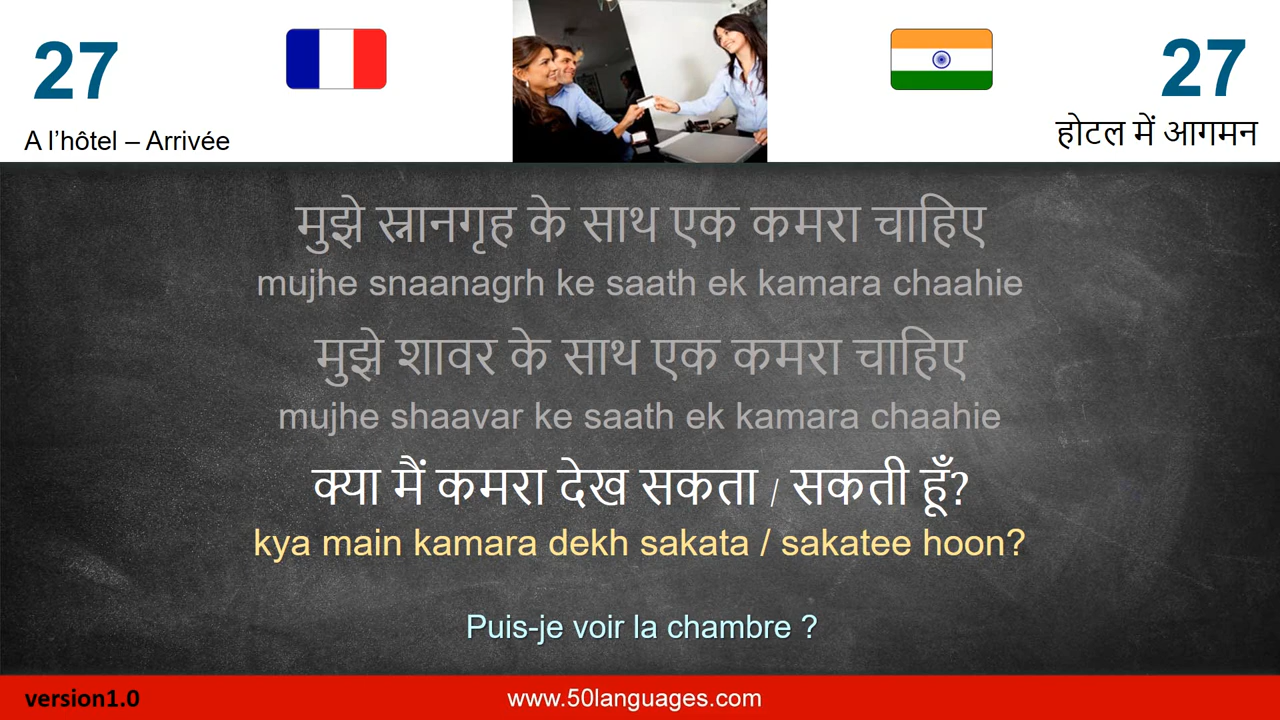 27
27
A l’hôtel – Arrivée
होटल में आगमन
मुझे स्नानगृह के साथ एक कमरा चाहिए
mujhe snaanagrh ke saath ek kamara chaahie
मुझे शावर के साथ एक कमरा चाहिए
mujhe shaavar ke saath ek kamara chaahie
क्या मैं कमरा देख सकता / सकती हूँ?
kya main kamara dekh sakata / sakatee hoon?
Puis-je voir la chambre ?
version1.0
www.50languages.com